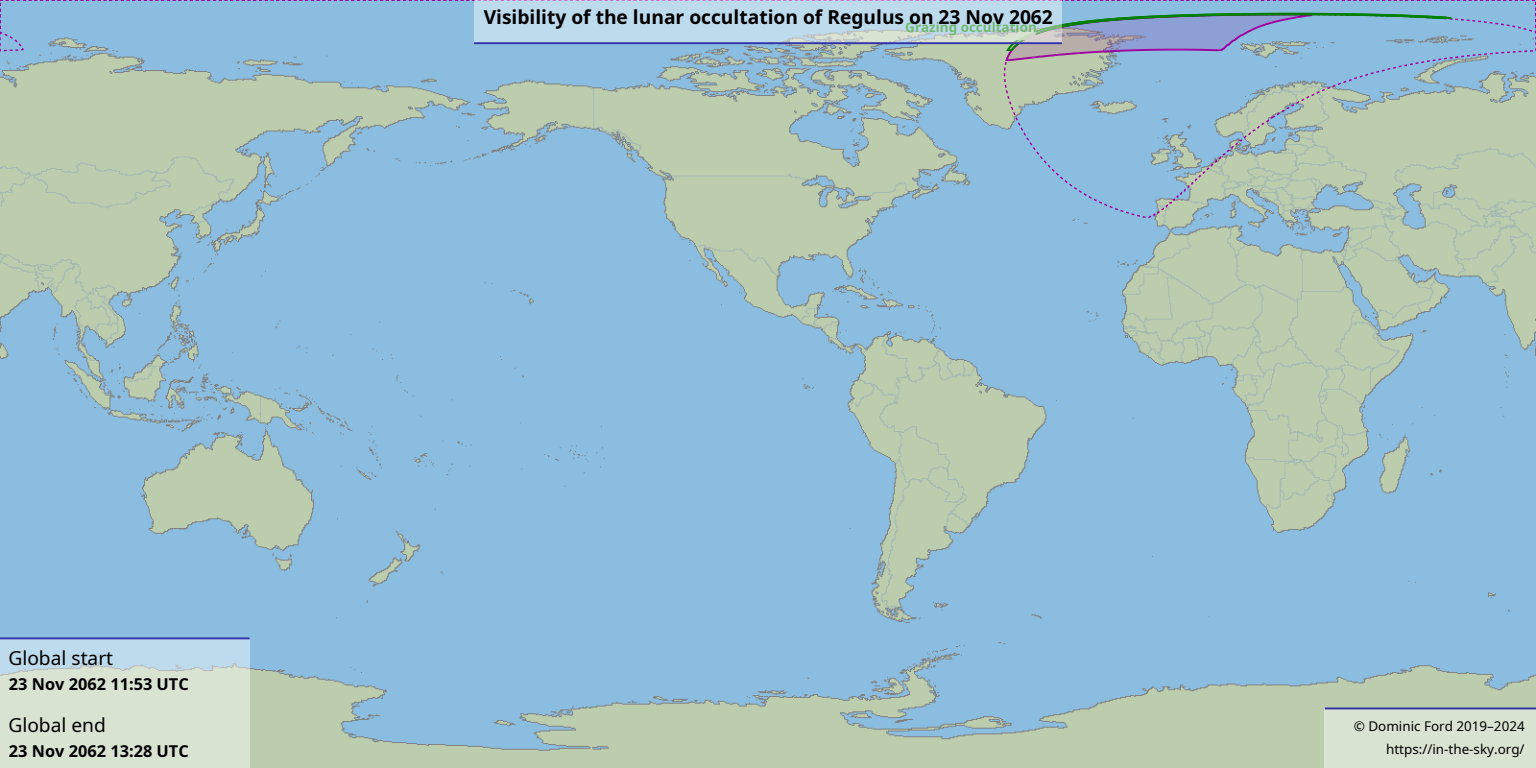 Visibility of the lunar occultation of Regulus on 23 Nov 2062
Grazing occultation
Global start
23 Nov 2062 11:53 UTC
Global end
23 Nov 2062 13:28 UTC
© Dominic Ford 2019–2024
https://in-the-sky.org/